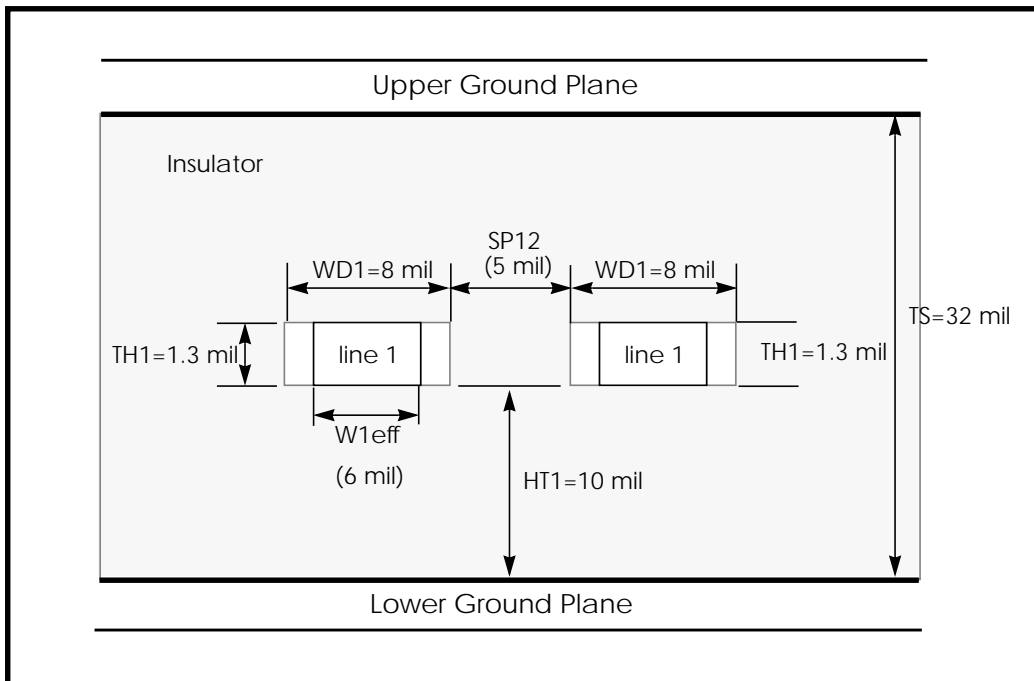 Upper Ground Plane
Insulator
SP12
(5 mil)
WD1=8 mil
WD1=8 mil
TS=32 mil
TH1=1.3 mil
line 1
line 1
TH1=1.3 mil
W1eff
(6 mil)
HT1=10 mil
Lower Ground Plane